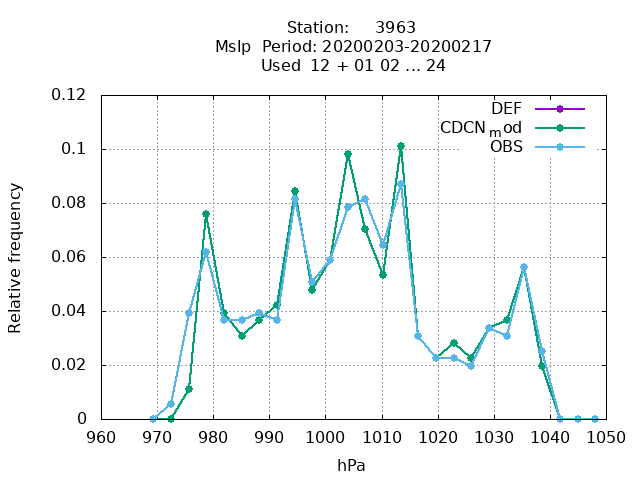 Station:     3963
Mslp  Period: 20200203-20200217
Used  12 + 01 02 ... 24
0.12
DEF
CDCN_mod
0.1
OBS
0.08
0.06
0.04
0.02
0
Relative frequency
960 970 980 990 1000 1010 1020 1030 1040 1050
hPa